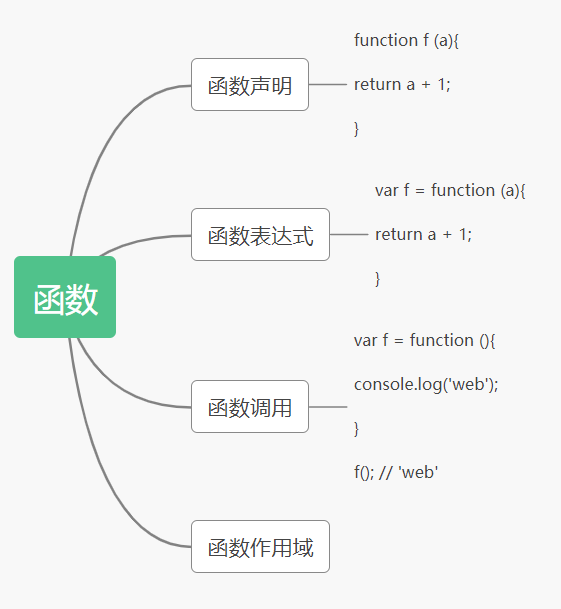 函数
函数声明
function f (a){
return a + 1;
}
函数表达式
var f = function (a){
return a + 1;
}
函数调用
var f = function (){
console.log('web');
}
f(); // 'web'
函数作用域